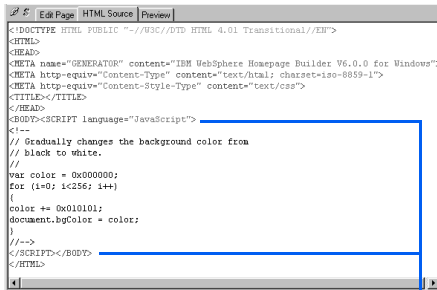 Edit Page HTML Source Preview
<!DOCTYPE HTML PUBLIC "-//W3C//DTD HTML 4.01 Transitional//EN">
<HTML>
<HEAD>
<META name="GENERATOR" content="IBM WebSphere Homepage Builder V6.0.0 for Windows"
<META http-equiv="Content-Type" content="text/html; charset=iso-8859-1">
<META http-equiv="Content-Style-Type" content="text/css">
<TITLE></TITLE>
</HEAD>
<BODY><SCRIPT language="JavaScript">
<!--
// Gradually changes the background color from
// black to white.
//
var color = 0x000000;
for (i=0; i<256; i++)
{
color += 0x010101;
document.bgColor = color;
}
//-->
</SCRIPT></BODY>
</HTML>